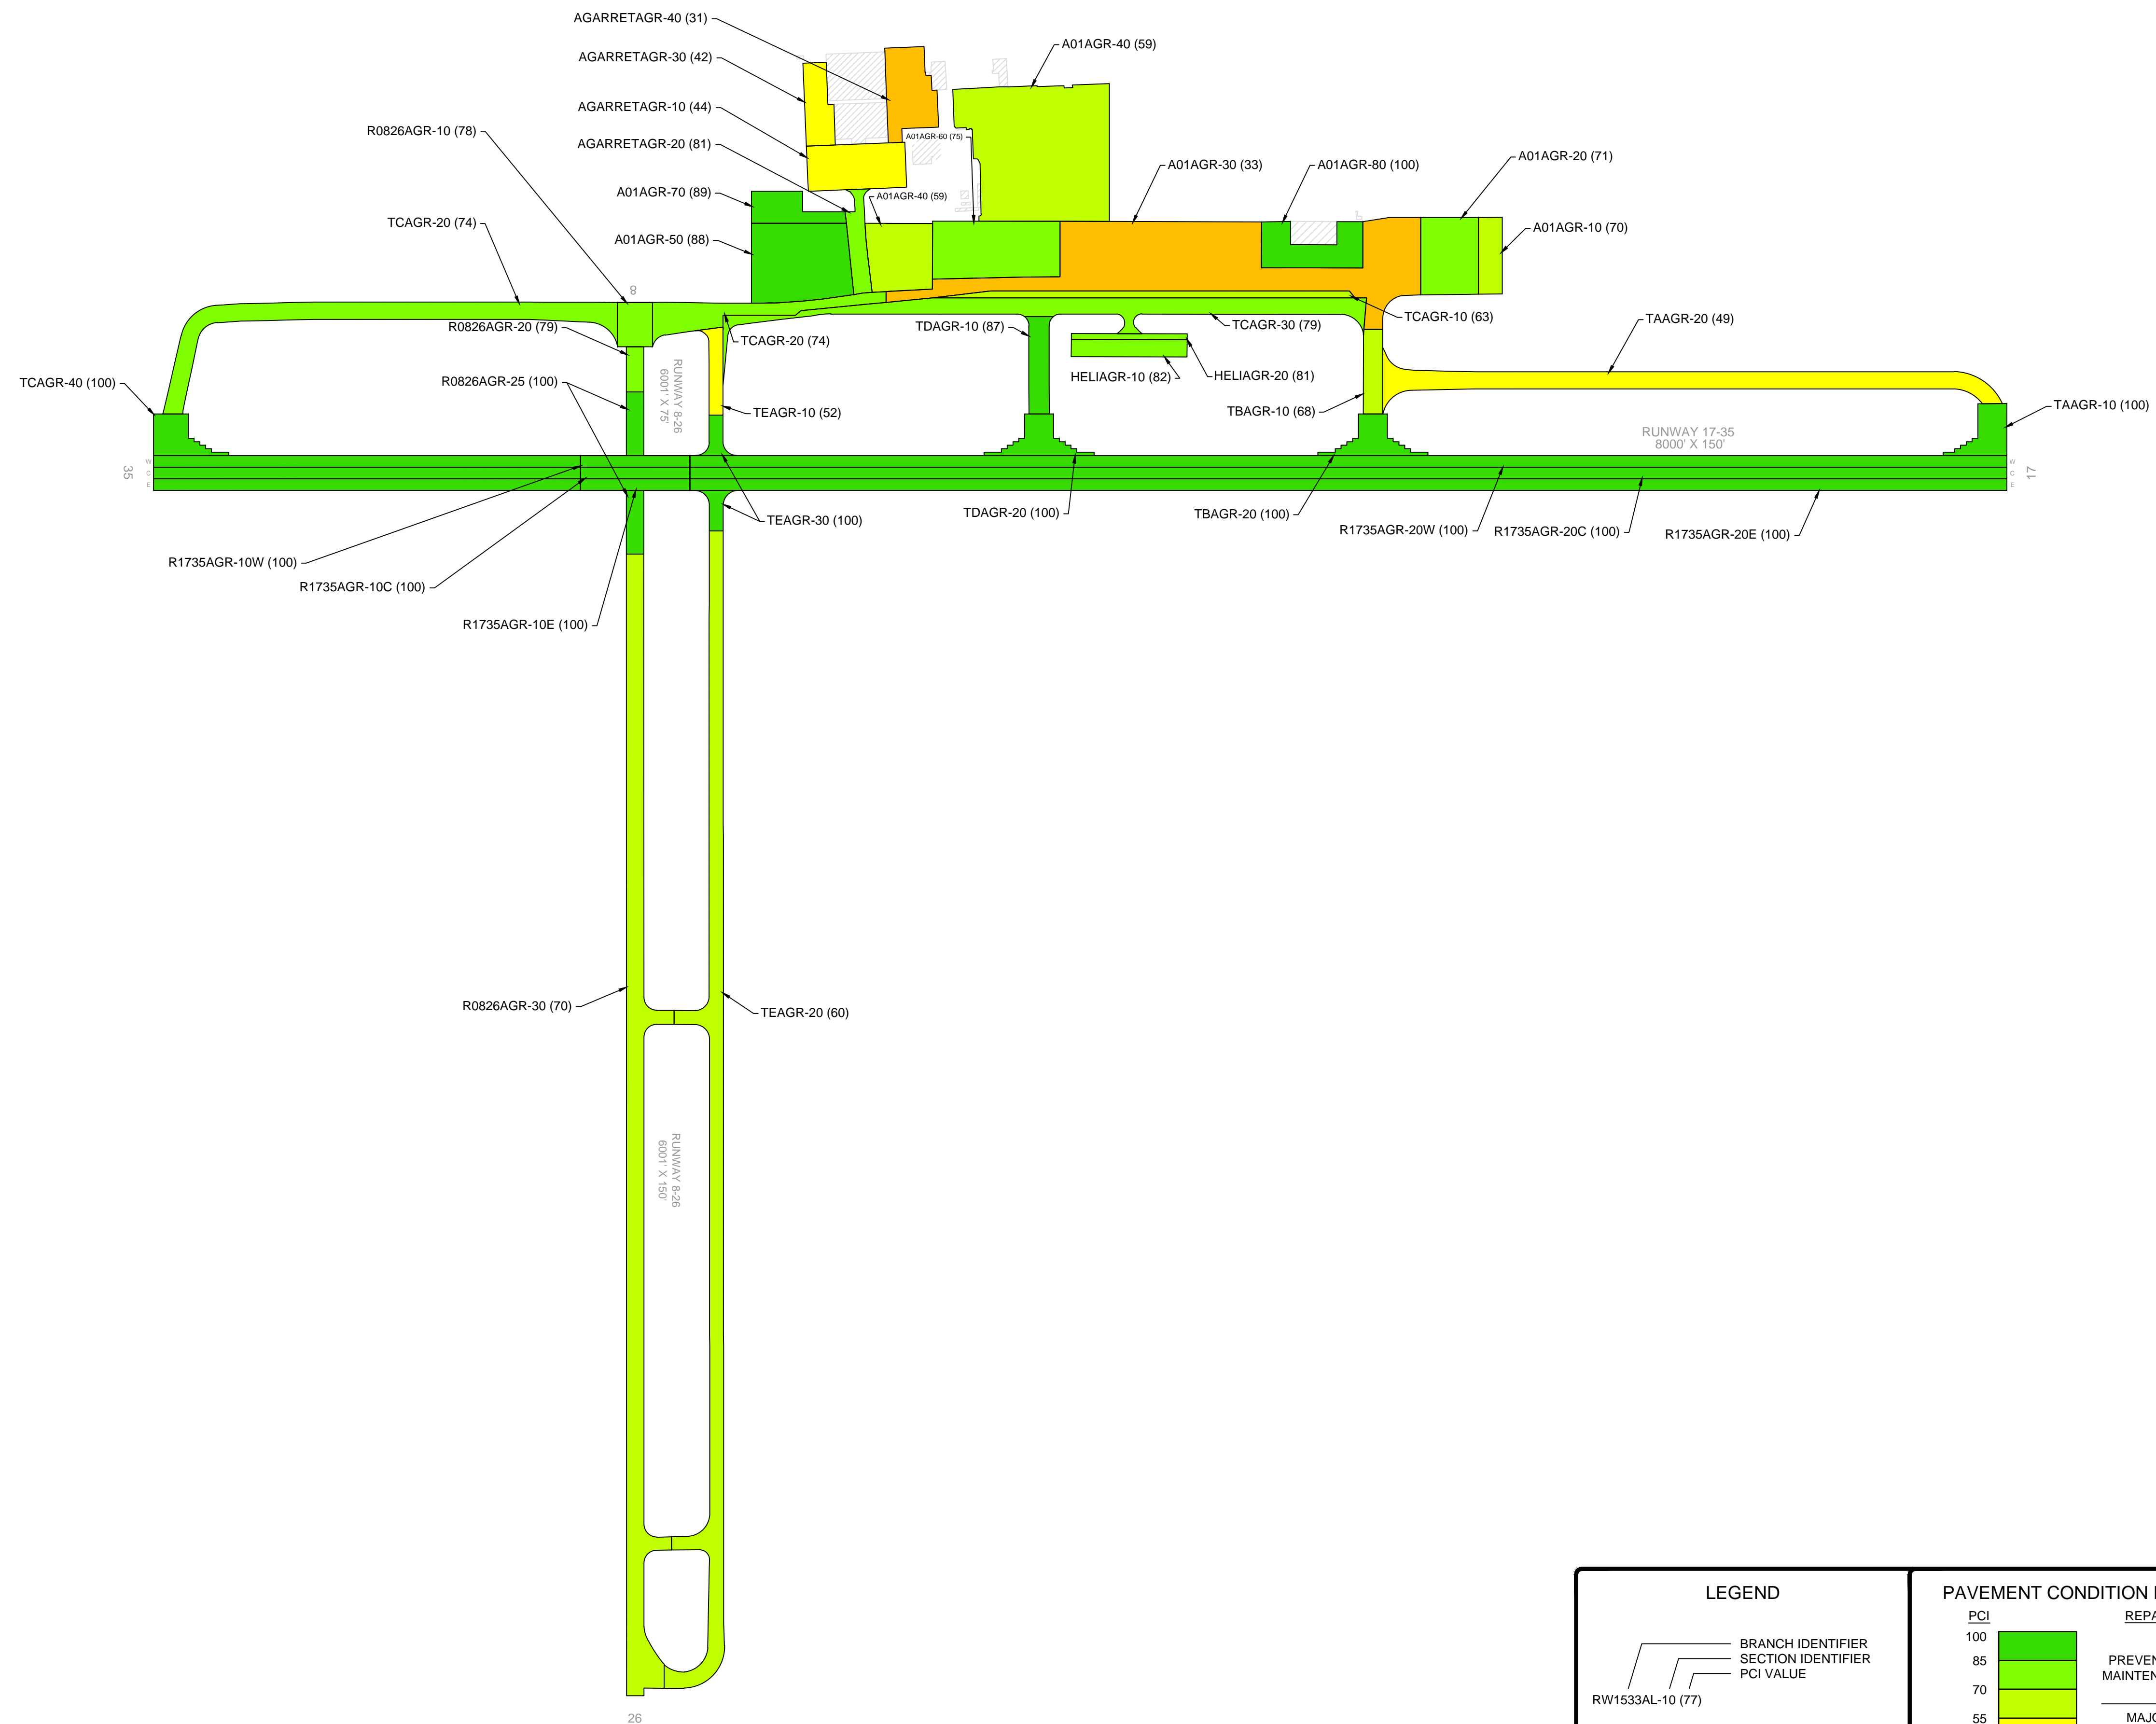 AGARRETAGR-40 (31)
A01AGR-40 (59)
AGARRETAGR-30 (42)
AGARRETAGR-10 (44)
R0826AGR-10 (78)
A01AGR-60 (75)
AGARRETAGR-20 (81)
A01AGR-30 (33)
A01AGR-80 (100)
A01AGR-20 (71)
A01AGR-70 (89)
A01AGR-40 (59)
TCAGR-20 (74)
A01AGR-10 (70)
A01AGR-50 (88)
8
R0826AGR-20 (79)
TDAGR-10 (87)
TCAGR-30 (79)
TCAGR-10 (63)
TAAGR-20 (49)
TCAGR-20 (74)
RUNWAY 8-26
6001' X 75'
TCAGR-40 (100)
R0826AGR-25 (100)
HELIAGR-10 (82)
HELIAGR-20 (81)
TEAGR-10 (52)
TBAGR-10 (68)
TAAGR-10 (100)
RUNWAY 17-35
8000' X 150'
35
W
C
E
W
C
E
17
TEAGR-30 (100)
TDAGR-20 (100)
TBAGR-20 (100)
R1735AGR-20W (100)
R1735AGR-20C (100)
R1735AGR-20E (100)
R1735AGR-10W (100)
R1735AGR-10C (100)
R1735AGR-10E (100)
R0826AGR-30 (70)
TEAGR-20 (60)
RUNWAY 8-26
6001' X 150'
26
LEGEND
BRANCH IDENTIFIER
SECTION IDENTIFIER
PCI VALUE
RW1533AL-10 (77)
PAVEMENT CONDITION
PCI
REPA
100
85
PREVEN
MAINTEN
70
MAJO
55